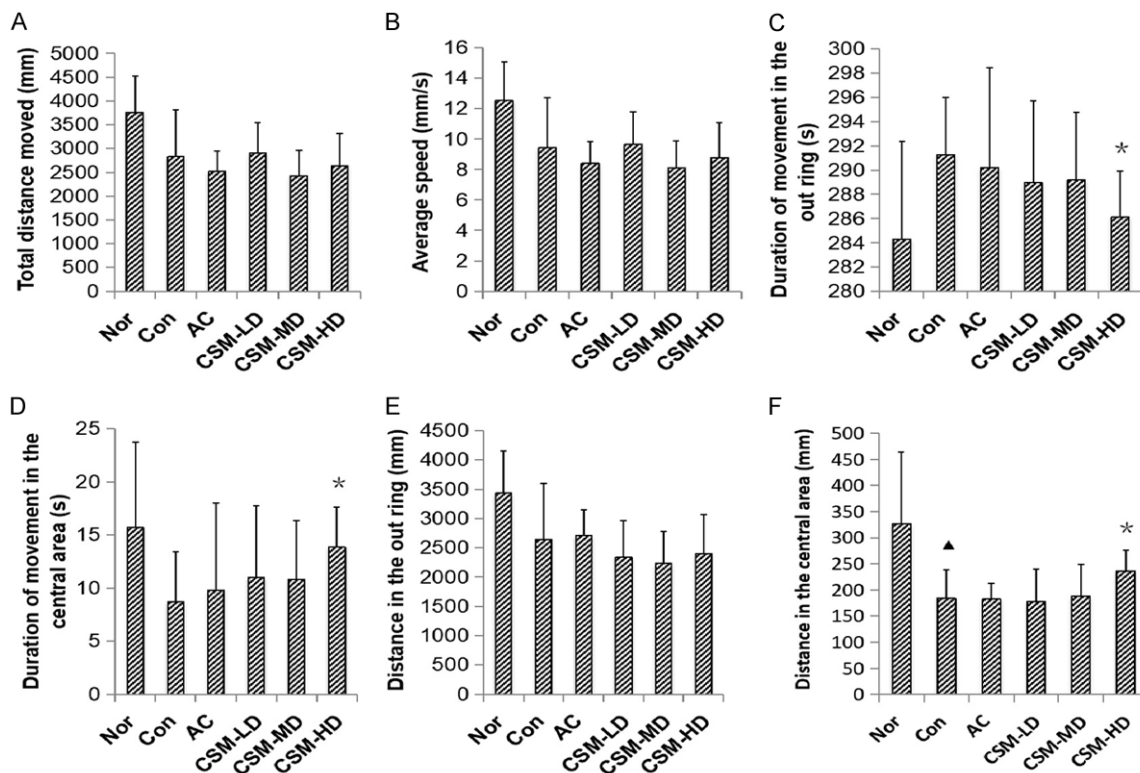 A
Total distance moved (mm)
5000
4500
4000
3500
3000
2500
2000
1500
1000
500
0
Nor
Con
AC
CSM-LD
CSM-MD
CSM-HD
B
Average speed (mm/s)
16
14
12
10
8
6
4
2
0
Nor
Con
AC
CSM-LD
CSM-MD
CSM-HD
C
Duration of movement in the
out ring (s)
300
298
296
294
292
290
288
286
284
282
280
*
Nor
Con
AC
CSM-LD
CSM-MD
CSM-HD
D
Duration of movement in the
central area (s)
25
20
15
10
5
0
*
Nor
Con
AC
CSM-LD
CSM-MD
CSM-HD
E
Distance in the out ring (mm)
4500
4000
3500
3000
2500
2000
1500
1000
500
0
Nor
Con
AC
CSM-LD
CSM-MD
CSM-HD
F
Distance in the central area (mm)
500
450
400
350
300
250
200
150
100
50
0
▲
*
Nor
Con
AC
CSM-LD
CSM-MD
CSM-HD